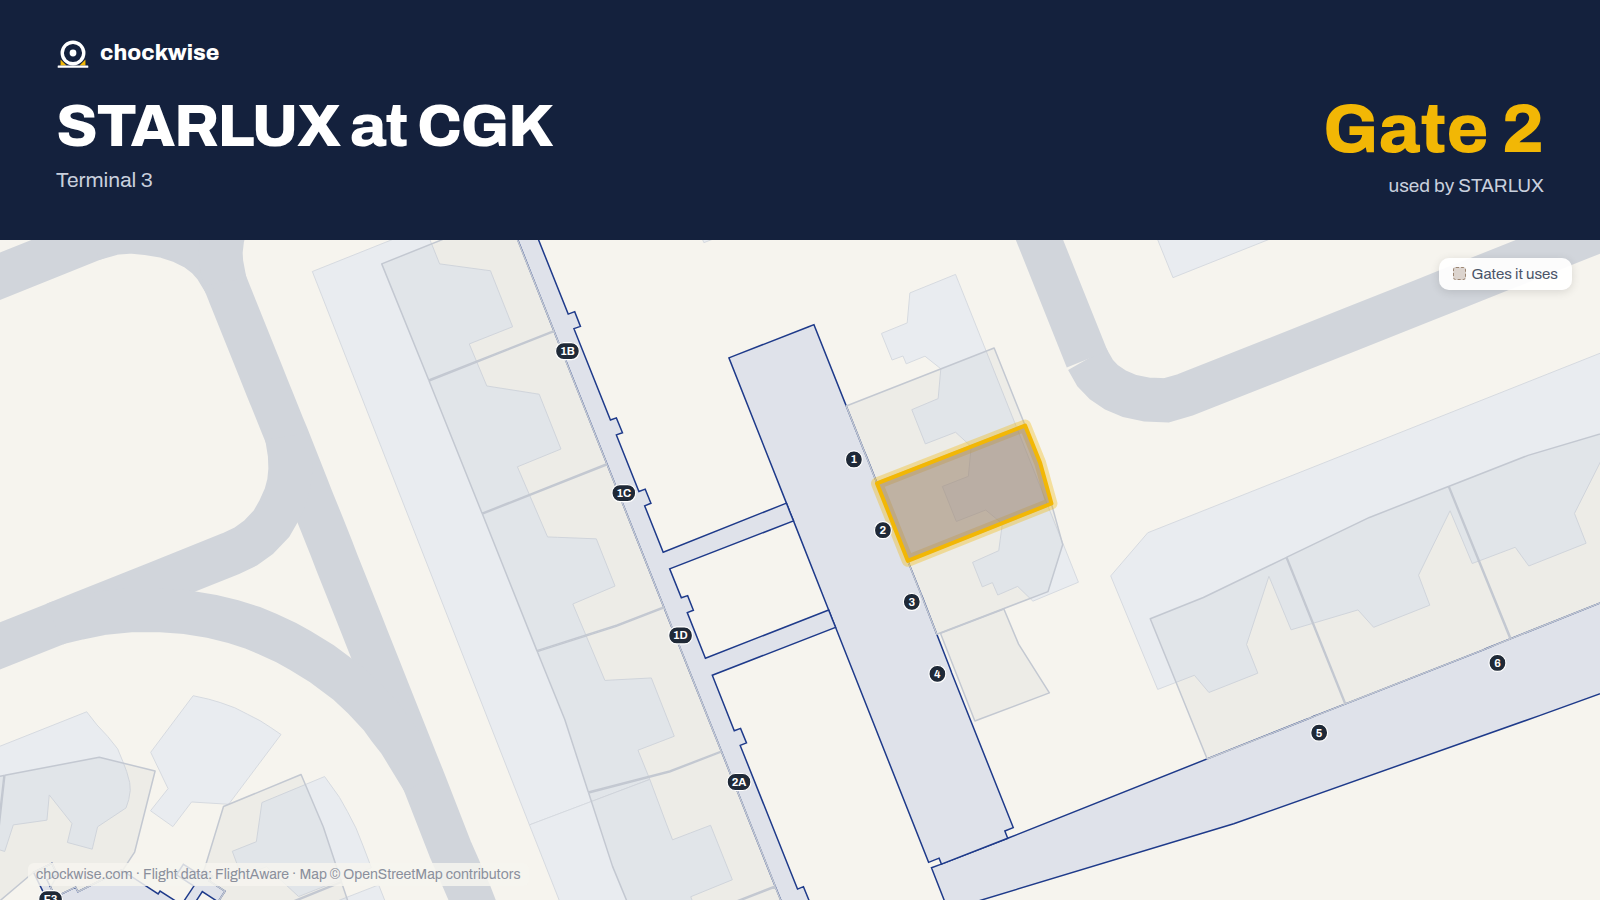 chockwise
STARLUX at CGK
Terminal 3
Gate 2
used by STARLUX
Gates it uses
1B
1
1C
2
3
1D
4
6
5
2A
chockwise.com · Flight data: FlightAware · Map © OpenStreetMap contributors